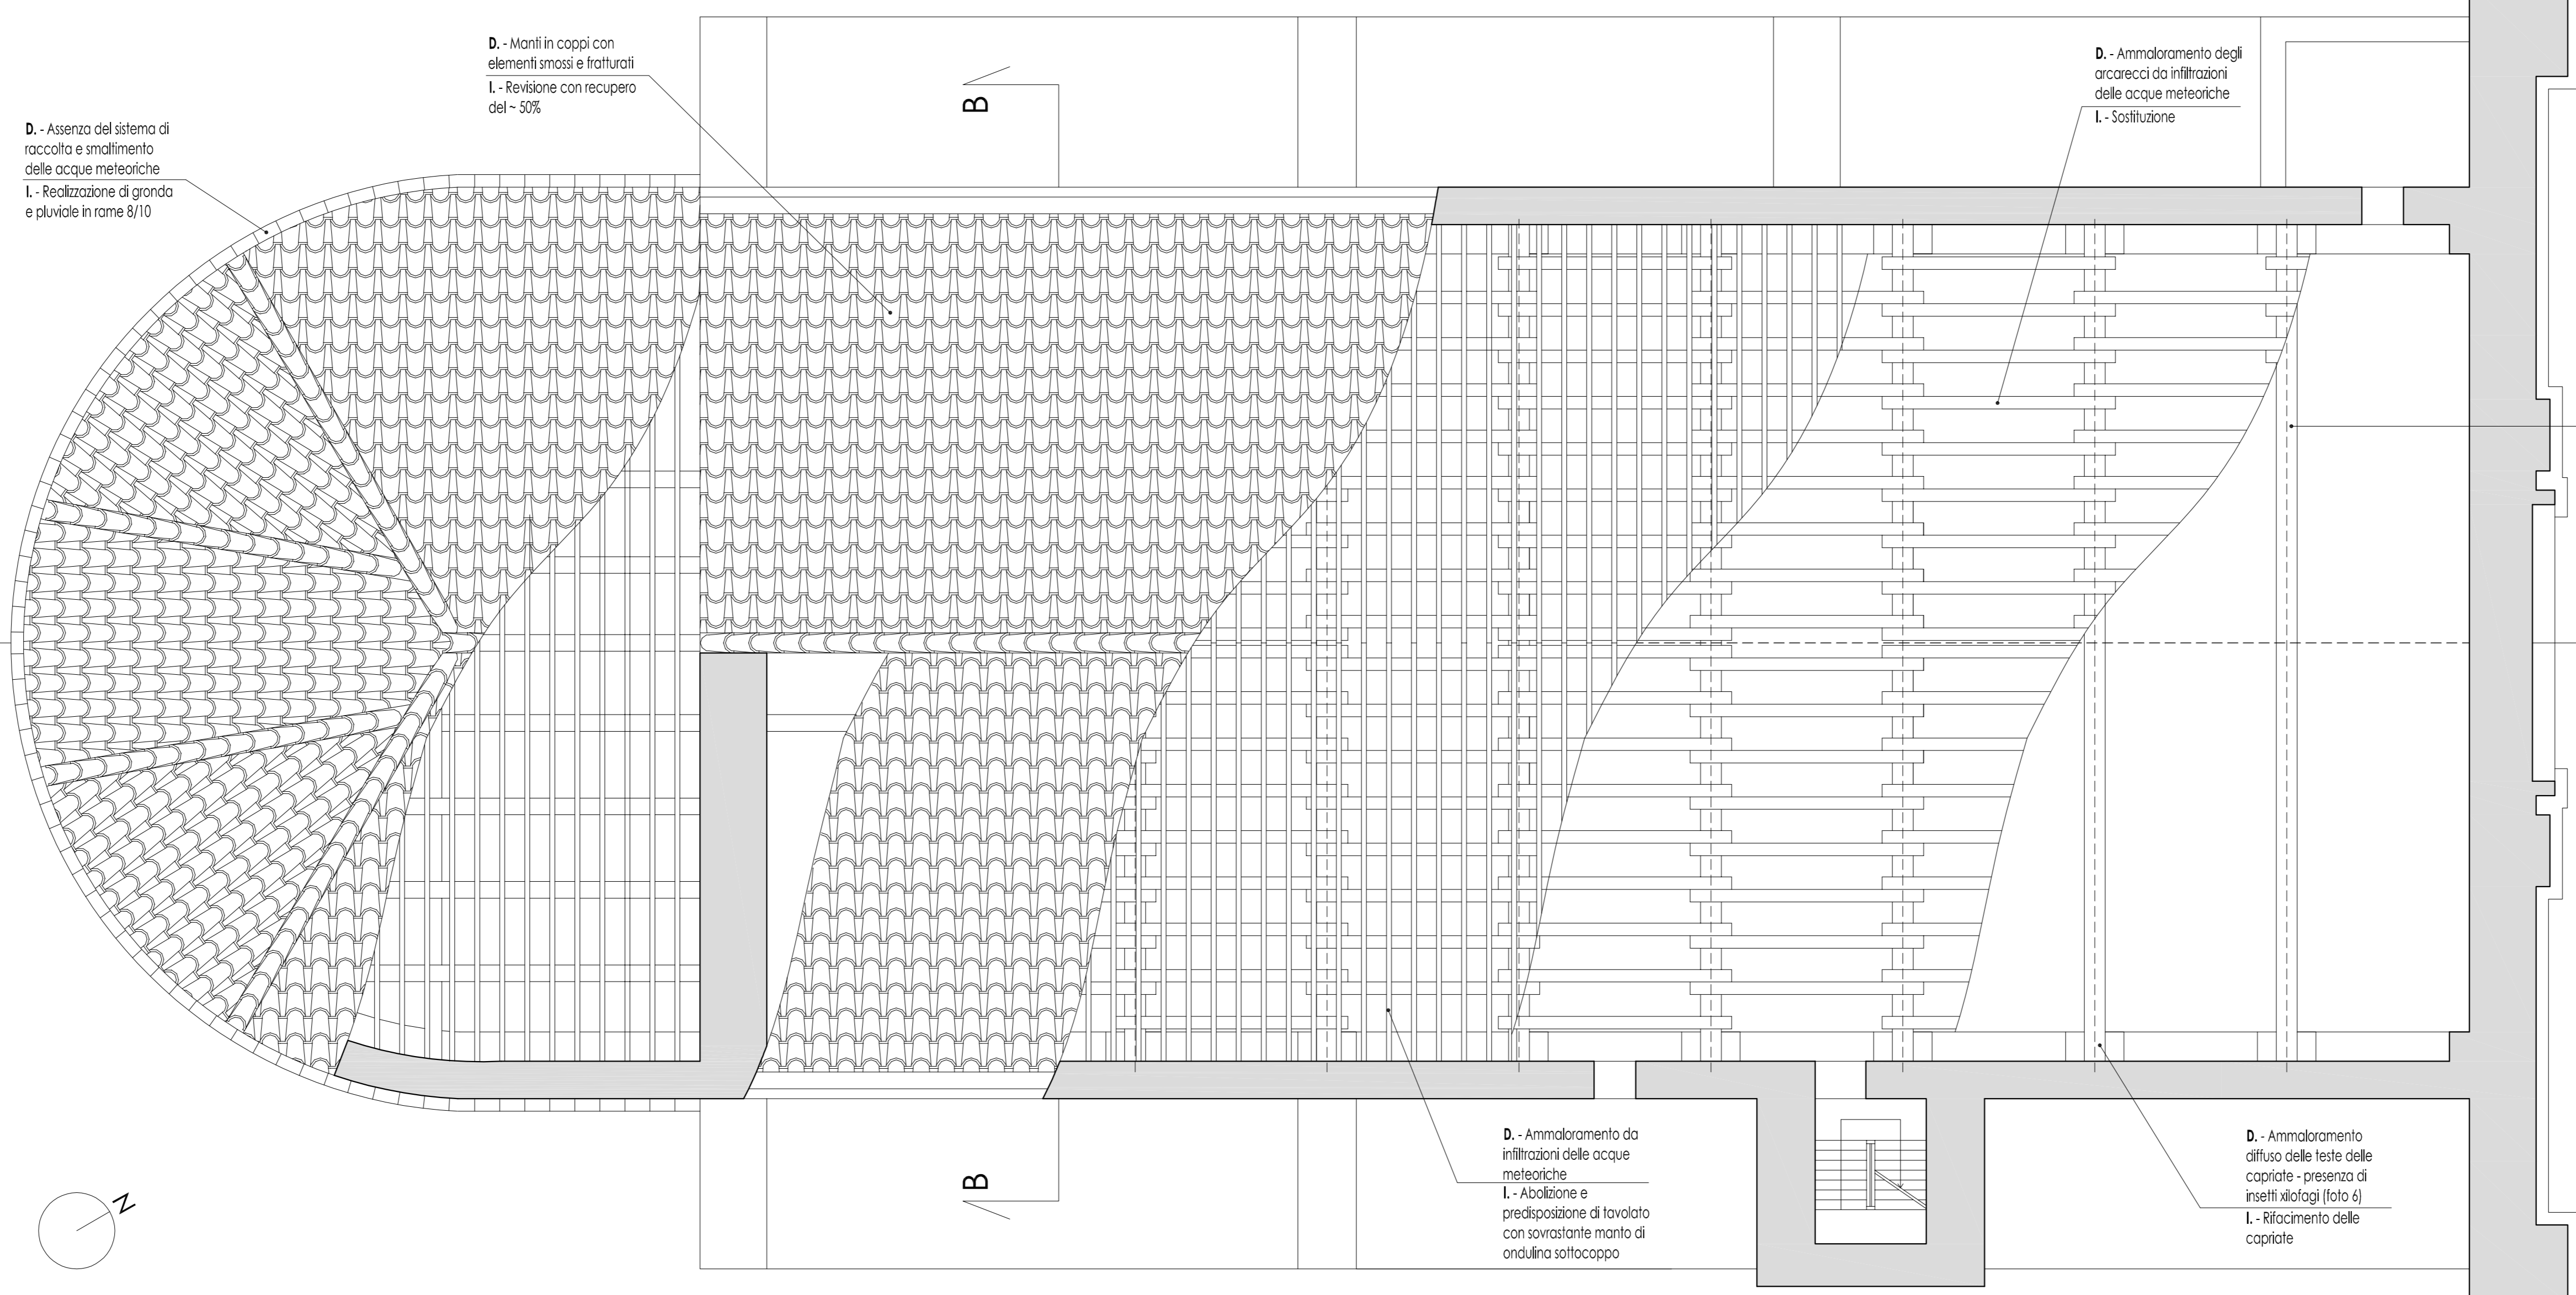 D. - Manti in coppi con
elementi smossi e fratturati
I. - Revisione con recupero
del ~ 50%
D. - Ammaloramento degli
arcarecci da infiltrazioni
delle acque meteoriche
I. - Sostituzione
B
D. - Assenza del sistema di
raccolta e smaltimento
delle acque meteoriche
I. - Realizzazione di gronda
e pluviale in rame 8/10
D. - Ammaloramento da
infiltrazioni delle acque
meteoriche
I. - Abolizione e
predisposizione di tavolato
con sovrastante manto di
ondulina sottocoppo
D. - Ammaloramento
diffuso delle teste delle
capriate - presenza di
insetti xilofagi (foto 6)
I. - Rifacimento delle
capriate
B
N